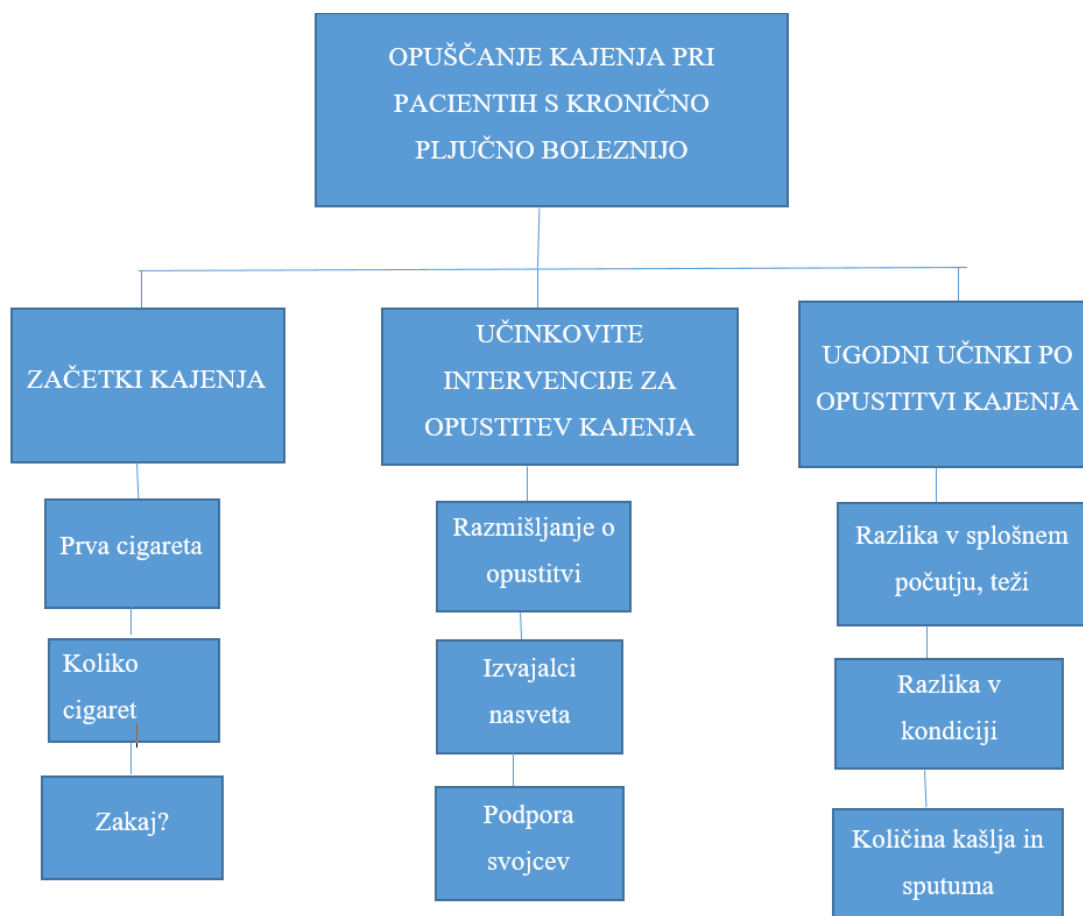 OPUŠČANJE KAJENJA PRI
PACIENTIH S KRONIČNO
PLJUČNO BOLEZNIJO
ZAČETKI KAJENJA
Prva cigareta
Koliko
cigaret
Zakaj?
UČINKOVITE
INTERVENCIJE ZA
OPUSTITEV KAJENJA
Razmišljanje o
opustitvi
Izvajalci
nasveta
Podpora
svojcev
UGODNI UČINKI PO
OPUSTITVI KAJENJA
Razlika v splošnem
počutju, teži
Razlika v
kondiciji
Količina kašlja in
sputuma